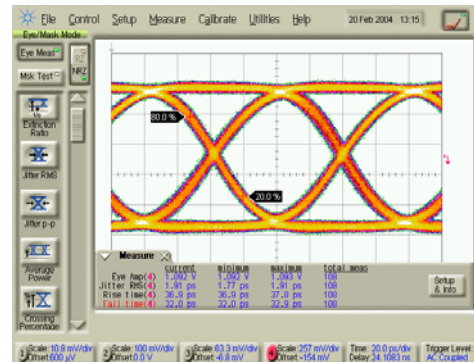 File Control Setup Measure Calibrate Utilities Help 20 Feb 2004 13:15
Eye/Mask Mode
Eye Meas
NRZ
Msk Test
Extinction
Ratio
Jitter RMS
Jitter p-p
Average
Power
Crossing
Percentage
80.0 %
20.0 %
Measure
current minimum maximum total meas
Eye Amp(4) 1.092 V 1.092 V 1.093 V 108
Jitter RMS(4) 1.91 ps 1.77 ps 1.91 ps 108
Rise time(4) 36.9 ps 36.9 ps 37.8 ps 108
Fall time(4) 32.0 ps 32.0 ps 32.9 ps 108
Setup
& Info
1 Scale: 10.8 mV/div
Offset: 600 µV
2 Scale: 100 mV/div
Offset: 0.0 V
3 Scale: 63.3 mV/div
Offset: -6.8 mV
4 Scale: 257 mV/div
Offset: -154 mV
Time: 20.0 ps/div
Delay: 24.1083 ns
Trigger Level
AC Coupled